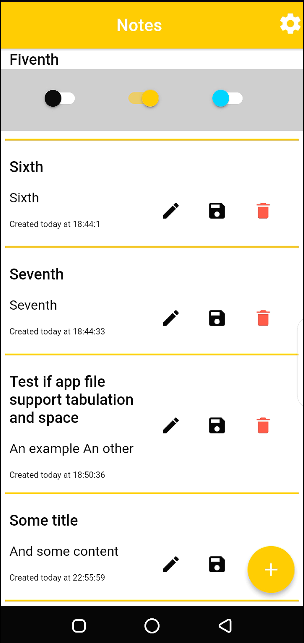 Notes
Fiventh
Sixth
Sixth
Created today at 18:44:1
Seventh
Seventh
Created today at 18:44:33
Test if app file
support tabulation
and space
An example An other
Created today at 18:50:36
Some title
And some content
Created today at 22:55:59
+